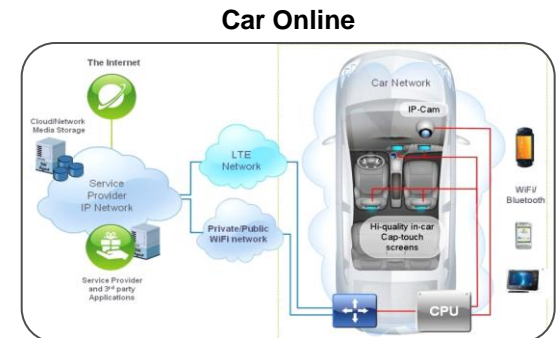 Car Online
The Internet
Cloud/Network
Media Storage
Service
Provider
IP Network
Service Provider
and 3rd party
Applications
LTE
Network
Private/Public
WiFi network
Car Network
IP-Cam
Hi-quality in-car
Cap-touch
screens
CPU
WiFi/
Bluetooth